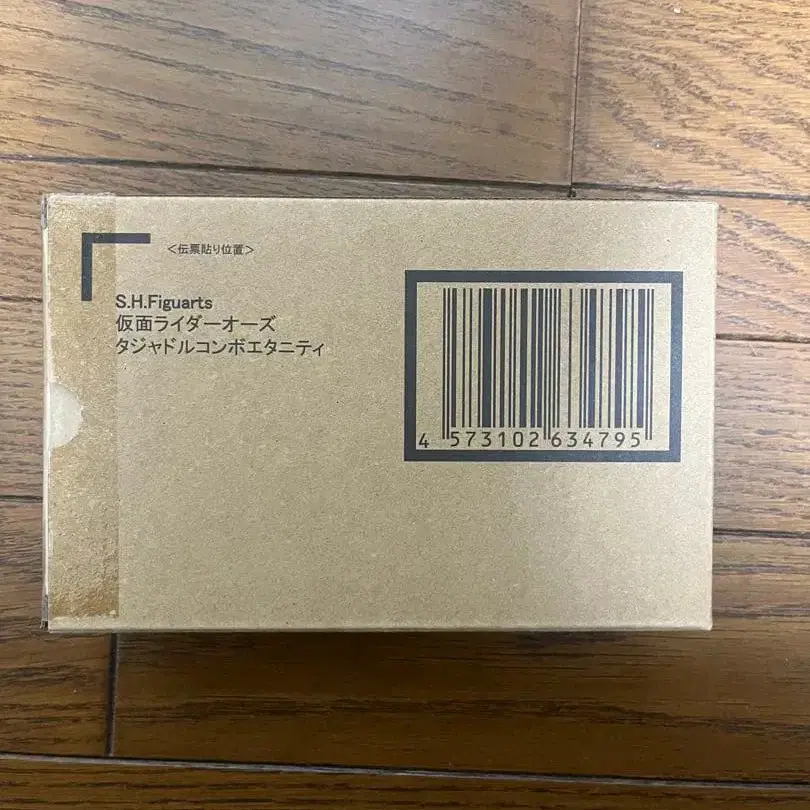 <伝票貼り位置>
S.H.Figuarts
仮面ライダーオーズ
タジャドルコンボエタニティ
4 573102 634795